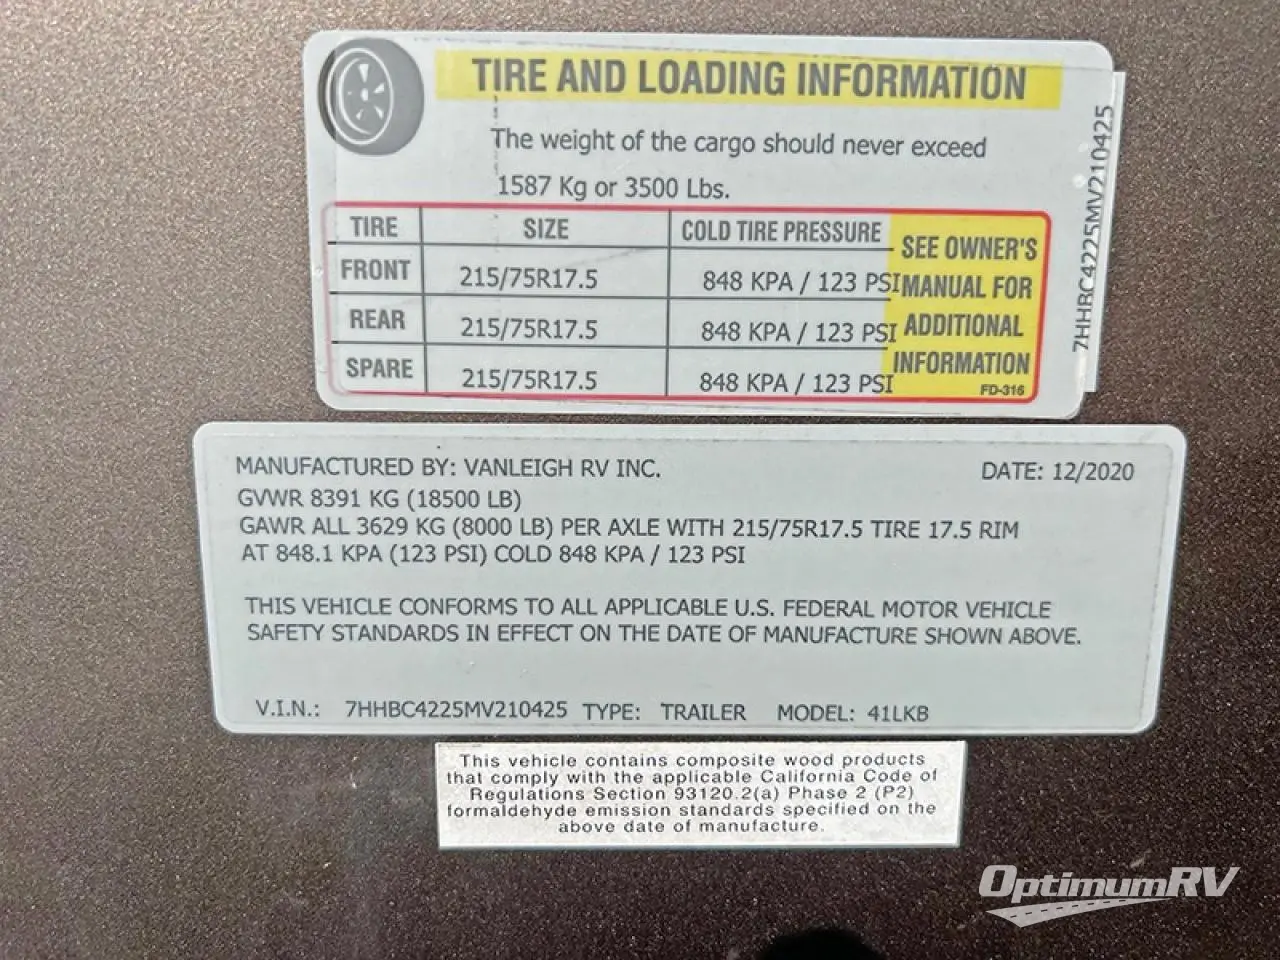 TIRE AND LOADING INFORMATION
The weight of the cargo should never exceed
1587 Kg or 3500 Lbs.
TIRE SIZE COLD TIRE PRESSURE
FRONT 215/75R17.5 848 KPA / 123 PSI
REAR 215/75R17.5 848 KPA / 123 PSI
SPARE 215/75R17.5 848 KPA / 123 PSI
SEE OWNER'S
MANUAL FOR
ADDITIONAL
INFORMATION
FD-316
7HHBC4225MV210425
MANUFACTURED BY: VANLEIGH RV INC. DATE: 12/2020
GVWR 8391 KG (18500 LB)
GAWR ALL 3629 KG (8000 LB) PER AXLE WITH 215/75R17.5 TIRE 17.5 RIM
AT 848.1 KPA (123 PSI) COLD 848 KPA / 123 PSI
THIS VEHICLE CONFORMS TO ALL APPLICABLE U.S. FEDERAL MOTOR VEHICLE
SAFETY STANDARDS IN EFFECT ON THE DATE OF MANUFACTURE SHOWN ABOVE.
V.I.N.: 7HHBC4225MV210425 TYPE: TRAILER MODEL: 41LKB
This vehicle contains composite wood products
that comply with the applicable California Code of
Regulations Section 93120.2(a) Phase 2 (P2)
formaldehyde emission standards specified on the
above date of manufacture.
OptimumRV